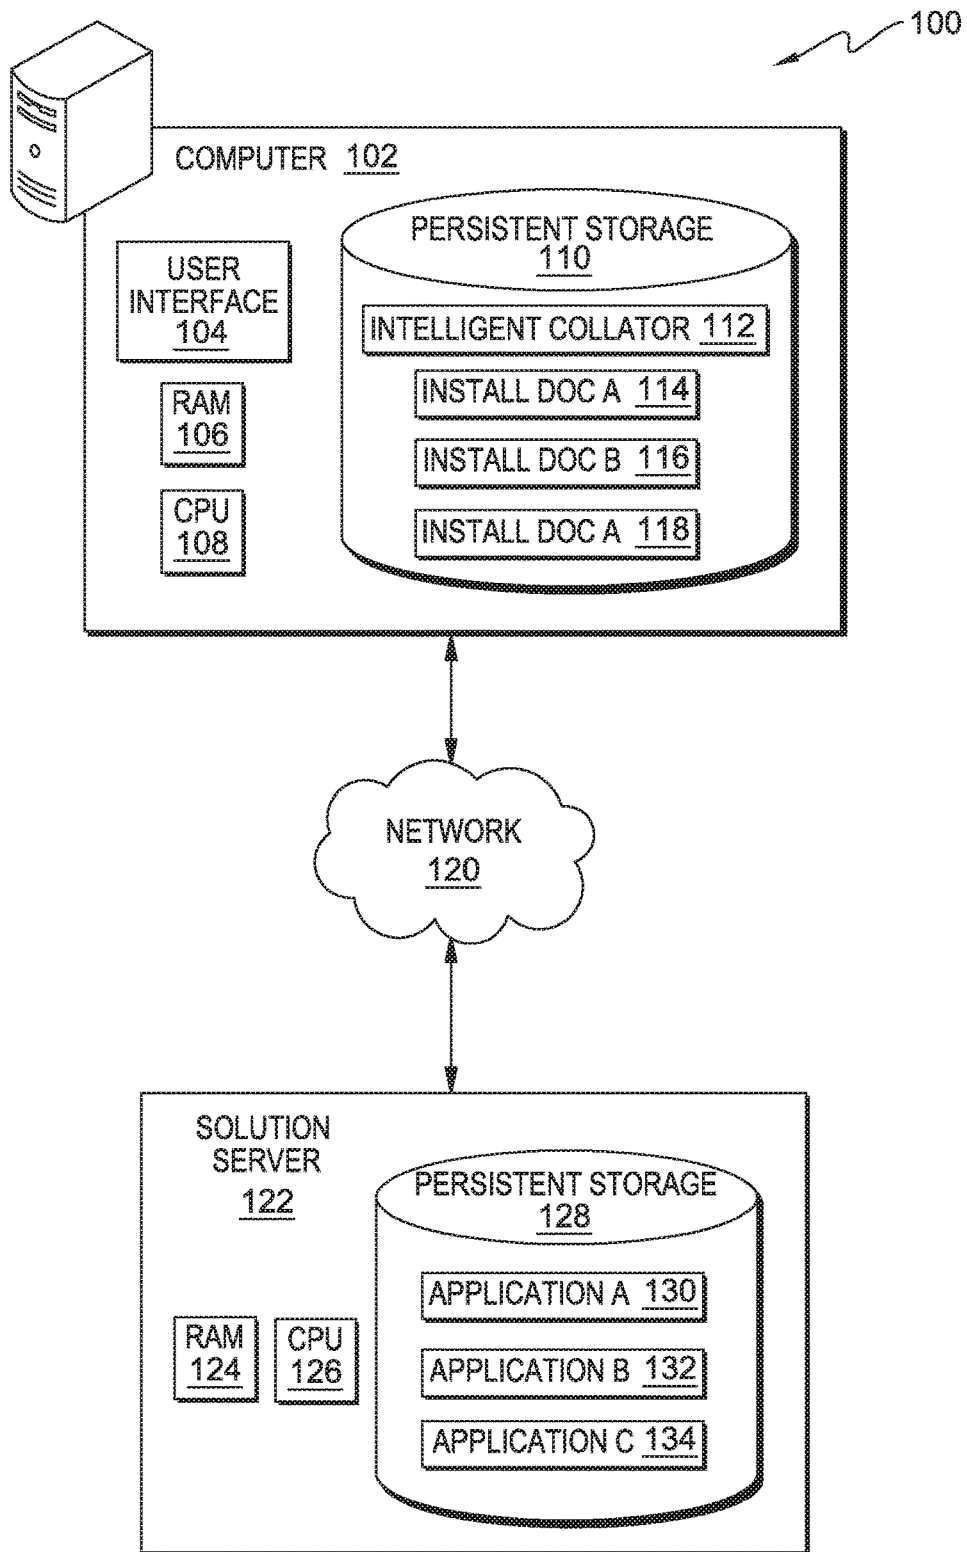 100
COMPUTER 102
PERSISTENT STORAGE
110
USER
INTERFACE
104
INTELLIGENT COLLATOR 112
RAM
106
INSTALL DOC A 114
INSTALL DOC B 116
CPU
108
INSTALL DOC A 118
NETWORK
120
SOLUTION
SERVER
122
PERSISTENT STORAGE
128
APPLICATION A 130
RAM
124
CPU
126
APPLICATION B 132
APPLICATION C 134